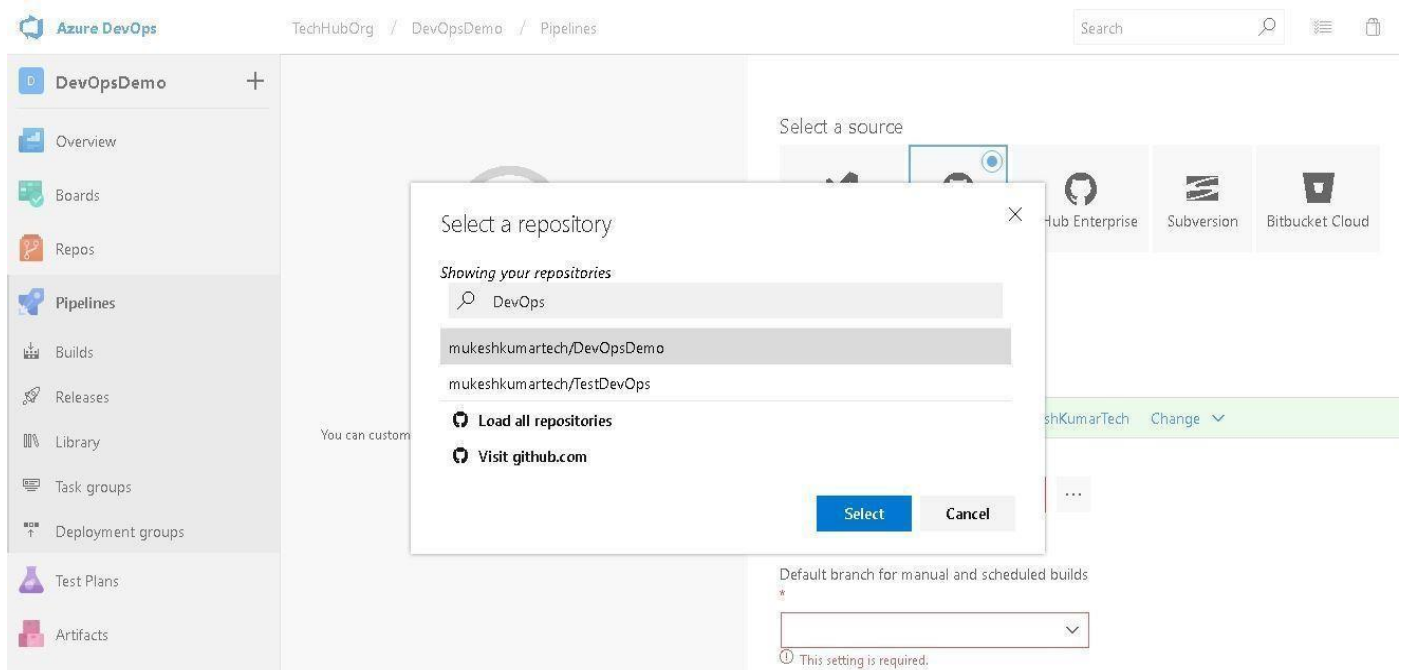 Azure DevOps
TechHubOrg / DevOpsDemo / Pipelines
Search
D DevOpsDemo +
Overview
Boards
Repos
Pipelines
Builds
Releases
Library
Task groups
Deployment groups
Test Plans
Artifacts
You can custom
Select a source
Hub Enterprise
Subversion
Bitbucket Cloud
Select a repository
Showing your repositories
DevOps
mukeshkumartech/DevOpsDemo
mukeshkumartech/TestDevOps
Load all repositories
Visit github.com
Select
Cancel
shKumarTech Change
...
Default branch for manual and scheduled builds
*
This setting is required.